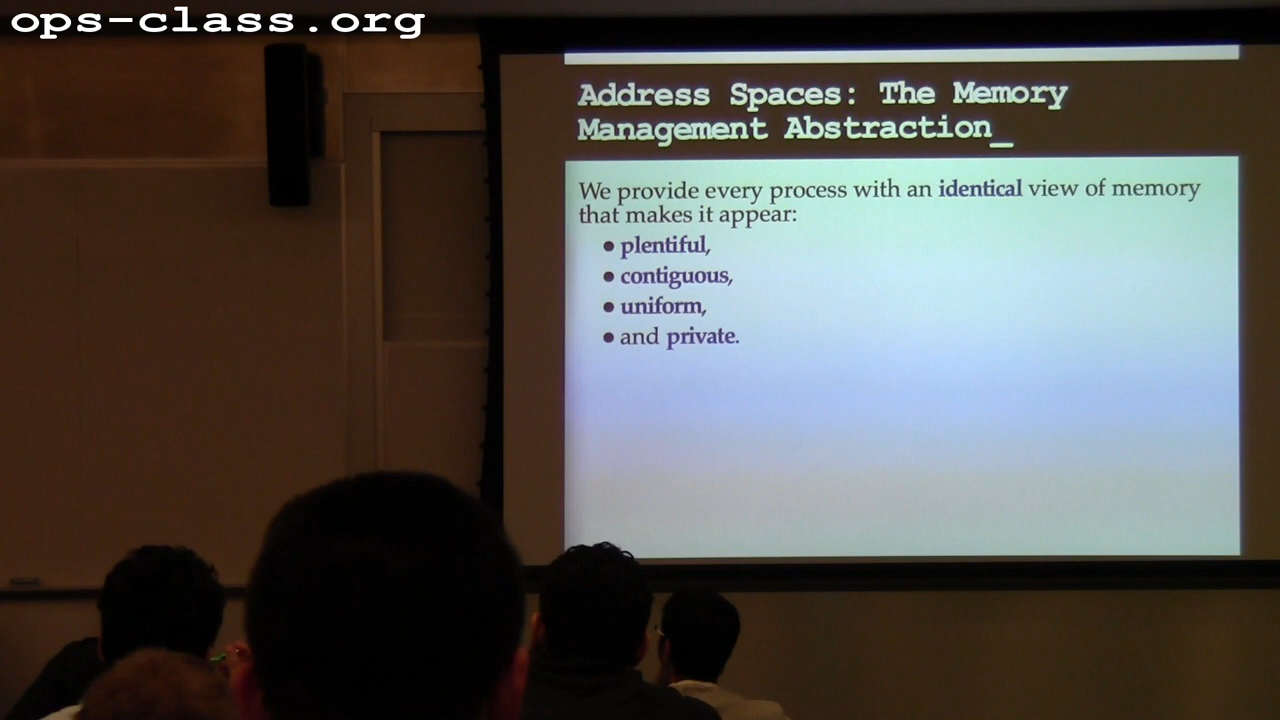 ops-class.org
Address Spaces: The Memory
Management Abstraction_
We provide every process with an identical view of memory
that makes it appear:
• plentiful,
• contiguous,
• uniform,
• and private.